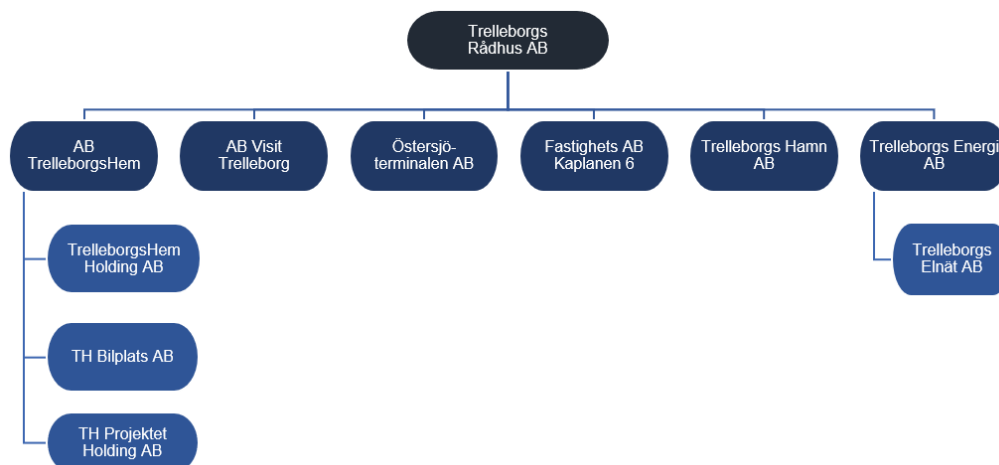 Trelleborgs
Rådhus AB
AB
TrelleborgsHem
AB Visit
Trelleborg
Östersjö-
terminalen AB
Fastighets AB
Kaplanen 6
Trelleborgs Hamn
AB
Trelleborgs Energi
AB
TrelleborgsHem
Holding AB
Trelleborgs
Elnät AB
TH Bilplats AB
TH Projektet
Holding AB